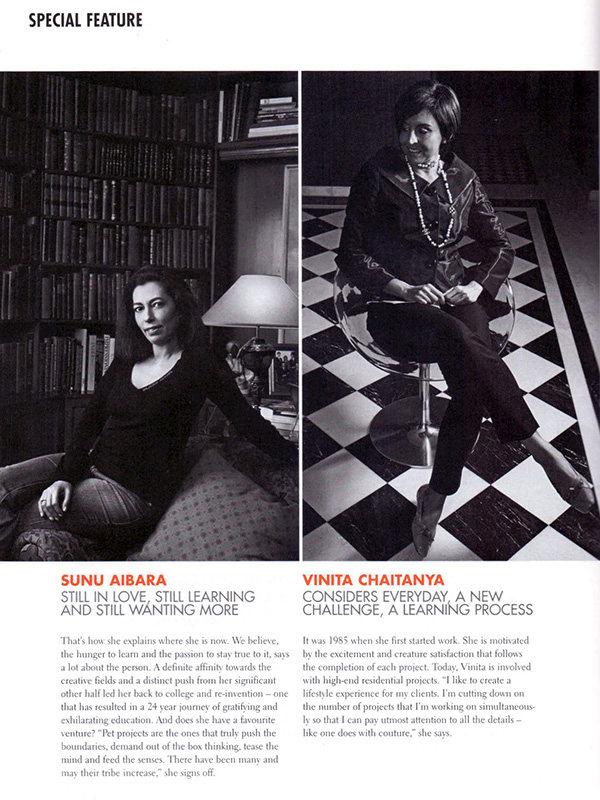 SPECIAL FEATURE
SUNU AIBARA
STILL IN LOVE, STILL LEARNING
AND STILL WANTING MORE
That's how she explains where she is now. We believe,
the hunger to learn and the passion to stay true to it, says
a lot about the person. A definite affinity towards the
creative fields and a distinct push from her significant
other half led her back to college and re-invention – one
that has resulted in a 24 year journey of gratifying and
exhilarating education. And does she have a favourite
venture? “Pet projects are the ones that truly push the
boundaries, demand out of the box thinking, tease the
mind and feed the senses. There have been many and
may their tribe increase,” she signs off.
VINITA CHAITANYA
CONSIDERS EVERYDAY, A NEW
CHALLENGE, A LEARNING PROCESS
It was 1985 when she first started work. She is motivated
by the excitement and creature satisfaction that follows
the completion of each project. Today, Vinita is involved
with high-end residential projects. “I like to create a
lifestyle experience for my clients. I'm cutting down on
the number of projects that I'm working on simultaneous-
ly so that I can pay utmost attention to all the details –
like one does with couture,” she says.